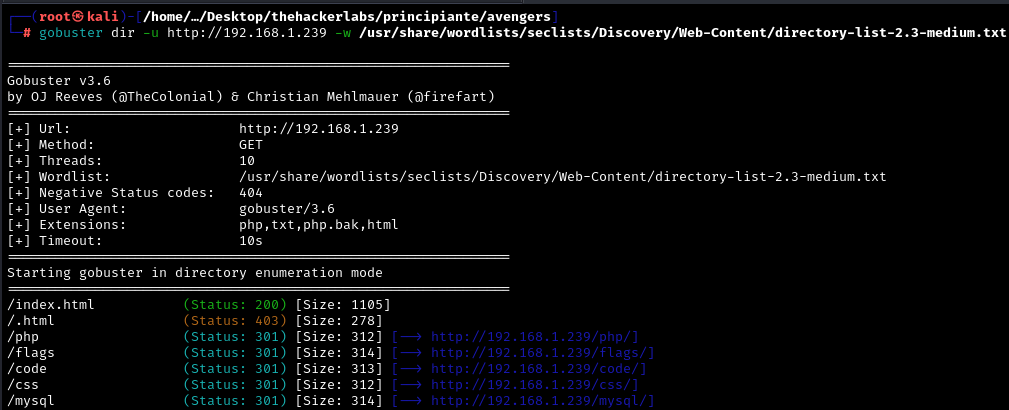 ┌──(root㉿kali)-[/home/…/Desktop/thehackerlabs/principiante/avengers]
└─# gobuster dir -u http://192.168.1.239 -w /usr/share/wordlists/seclists/Discovery/Web-Content/directory-list-2.3-medium.txt
===============================================================
Gobuster v3.6
by OJ Reeves (@TheColonial) & Christian Mehlmauer (@firefart)
===============================================================
[+] Url: http://192.168.1.239
[+] Method: GET
[+] Threads: 10
[+] Wordlist: /usr/share/wordlists/seclists/Discovery/Web-Content/directory-list-2.3-medium.txt
[+] Negative Status codes: 404
[+] User Agent: gobuster/3.6
[+] Extensions: php,txt,php.bak,html
[+] Timeout: 10s
===============================================================
Starting gobuster in directory enumeration mode
===============================================================
/index.html (Status: 200) [Size: 1105]
/.html (Status: 403) [Size: 278]
/php (Status: 301) [Size: 312] [--> http://192.168.1.239/php/]
/flags (Status: 301) [Size: 314] [--> http://192.168.1.239/flags/]
/code (Status: 301) [Size: 313] [--> http://192.168.1.239/code/]
/css (Status: 301) [Size: 312] [--> http://192.168.1.239/css/]
/mysql (Status: 301) [Size: 314] [--> http://192.168.1.239/mysql/]